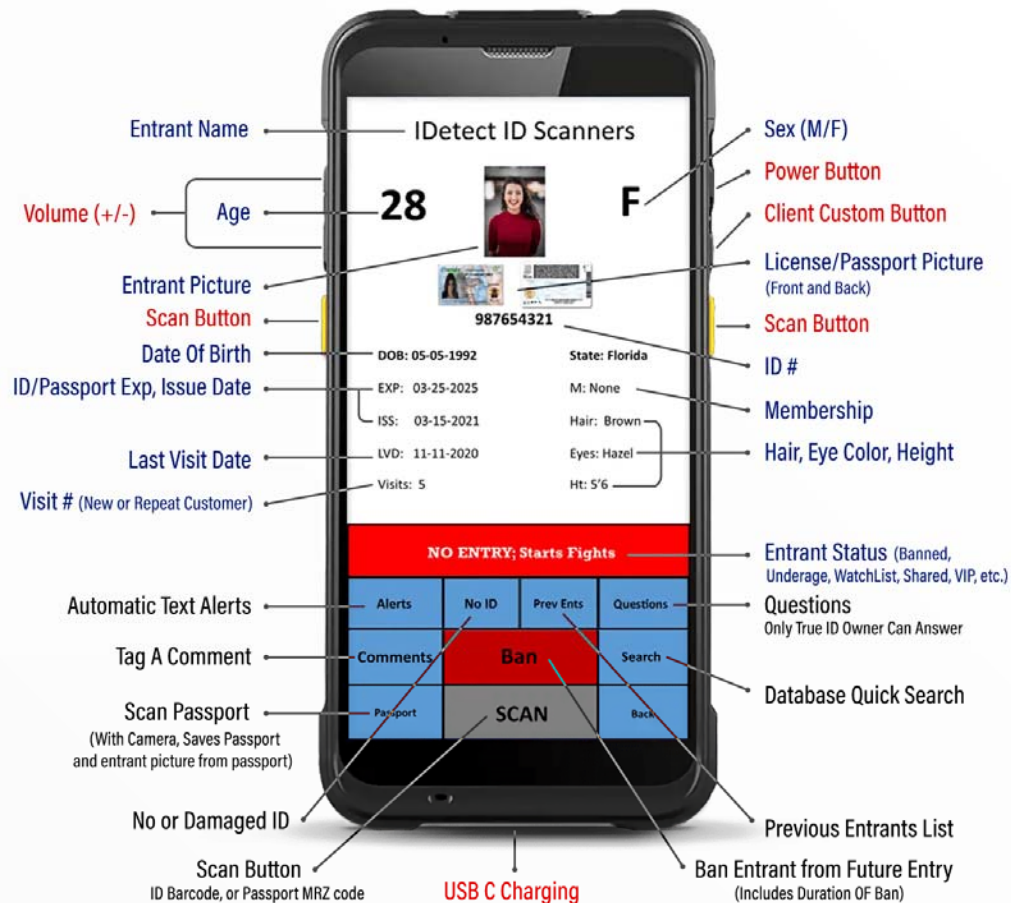 Entrant Name
IDetect ID Scanners
Sex (M/F)
Power Button
Volume (+/-)
Age
28
F
Client Custom Button
License/Passport Picture
(Front and Back)
Entrant Picture
987654321
Scan Button
Scan Button
Date Of Birth
DOB: 05-05-1992
State: Florida
ID #
ID/Passport Exp, Issue Date
EXP: 03-25-2025
M: None
Membership
ISS: 03-15-2021
Hair: Brown
Last Visit Date
LVD: 11-11-2020
Eyes: Hazel
Hair, Eye Color, Height
Visit # (New or Repeat Customer)
Visits: 5
Ht: 5'6
NO ENTRY; Starts Fights
Entrant Status (Banned,
Underage, WatchList, Shared, VIP, etc.)
Automatic Text Alerts
Alerts
No ID
Prev Ents
Questions
Questions
Only True ID Owner Can Answer
Tag A Comment
Comments
Ban
Search
Database Quick Search
Scan Passport
(With Camera, Saves Passport
and entrant picture from passport)
Passport
SCAN
Back
No or Damaged ID
Previous Entrants List
Scan Button
ID Barcode, or Passport MRZ code
USB C Charging
Ban Entrant from Future Entry
(Includes Duration OF Ban)